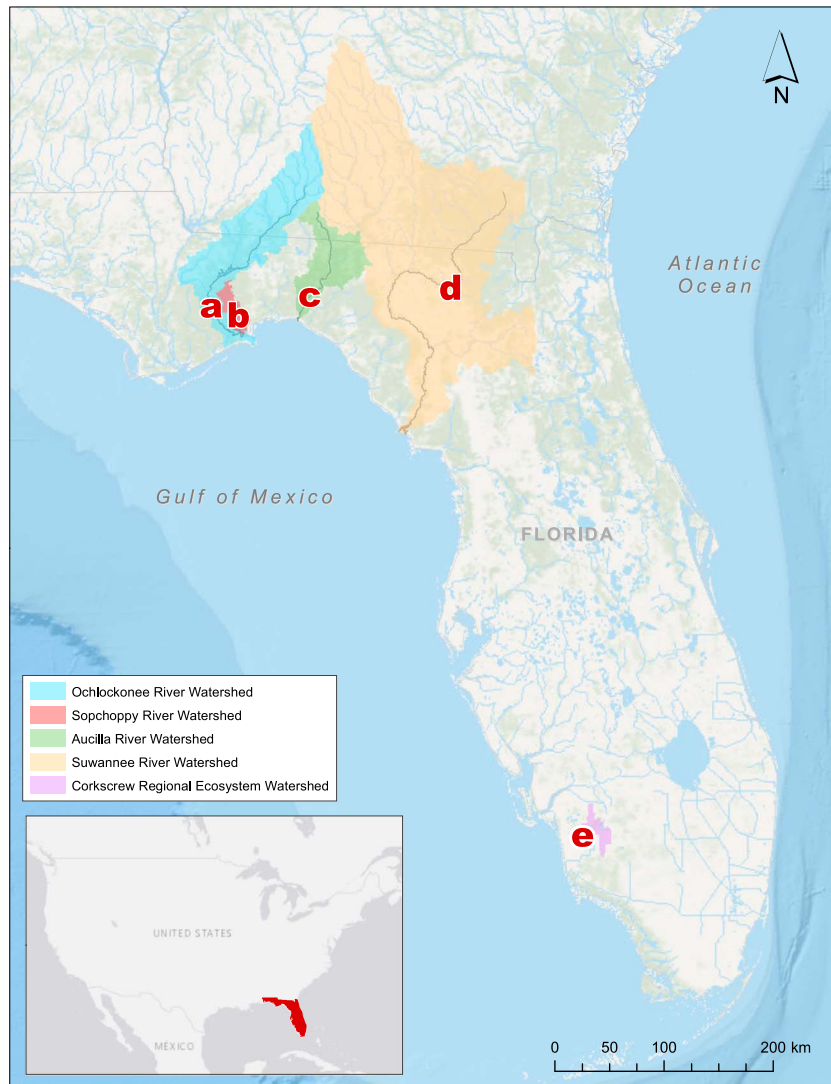 N
Atlantic
Ocean
a
b
c
d
Gulf of Mexico
FLORIDA
Ochlockonee River Watershed
Sopchoppy River Watershed
Aucilla River Watershed
Suwannee River Watershed
Corkscrew Regional Ecosystem Watershed
e
UNITED STATES
MÉXICO
0 50 100 200 km